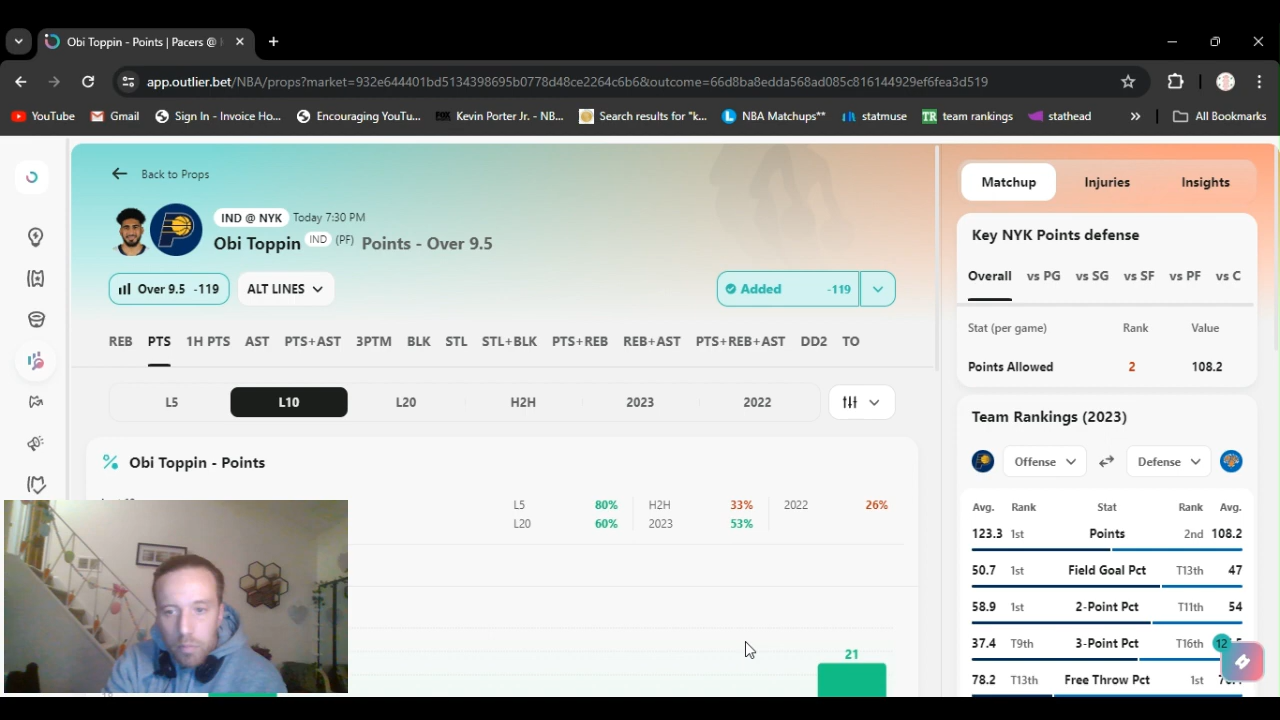 Obi Toppin - Points | Pacers @
app.outlier.bet/NBA/props?market=932e644401bd5134398695b0778d48ce2264c6b6&outcome=66d8ba8edda568ad085c816144929ef6fea3d519
YouTube Gmail Sign In - Invoice Ho... Encouraging YouTu... Kevin Porter Jr. - NB... Search results for "k... NBA Matchups** statmuse TR team rankings stathead » All Bookmarks
Back to Props
IND @ NYK Today 7:30 PM
Obi Toppin IND (PF) Points - Over 9.5
Over 9.5 -119 ALT LINES Added -119
REB PTS 1H PTS AST PTS+AST 3PTM BLK STL STL+BLK PTS+REB REB+AST PTS+REB+AST DD2 TO
L5 L10 L20 H2H 2023 2022
Obi Toppin - Points
L5 80% H2H 33% 2022 26%
L20 60% 2023 53%
21
Matchup Injuries Insights
Key NYK Points defense
Overall vs PG vs SG vs SF vs PF vs C
Stat (per game) Rank Value
Points Allowed 2 108.2
Team Rankings (2023)
Offense Defense
Avg. Rank Stat Rank Avg.
123.3 1st Points 2nd 108.2
50.7 1st Field Goal Pct T13th 47
58.9 1st 2-Point Pct T11th 54
37.4 T9th 3-Point Pct T16th
78.2 T13th Free Throw Pct 1st